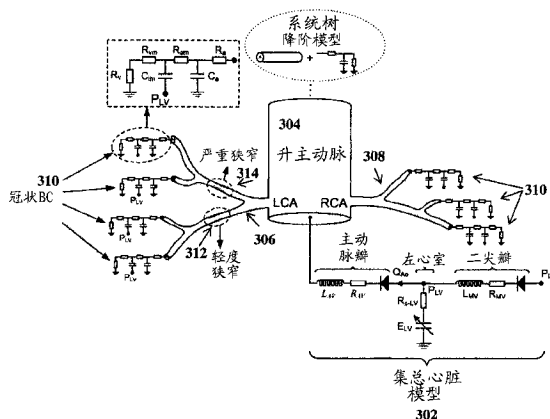 系统树
降阶模型
+
R_vm R_am R_a
R_v C_im C_a
P_LV
304
升主动脉
310
严重狭窄
314
308
310
冠状BC
P_LV
LCA RCA
P_LV
312
306
轻度
狭窄
P_LV
主动
脉瓣
左心室
二尖瓣
Q_Ao
P_LV
L_MV R_MV
R_s-LV
E_LV
集总心脏
模型
302